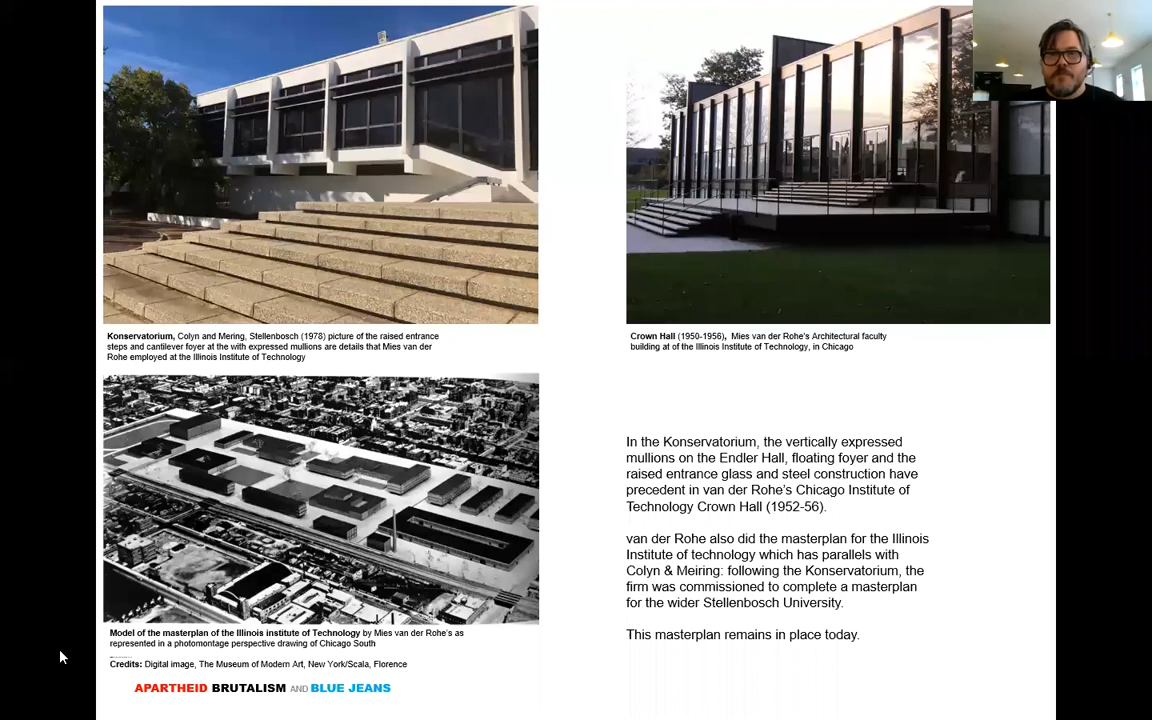 Konservatorium, Colyn and Mering, Stellenbosch (1978) picture of the raised entrance
steps and cantilever foyer at the with expressed mullions are details that Mies van der
Rohe employed at the Illinois Institute of Technology
Crown Hall (1950-1956), Mies van der Rohe's Architectural faculty
building at of the Illinois Institute of Technology, in Chicago
In the Konservatorium, the vertically expressed
mullions on the Endler Hall, floating foyer and the
raised entrance glass and steel construction have
precedent in van der Rohe's Chicago Institute of
Technology Crown Hall (1952-56).
van der Rohe also did the masterplan for the Illinois
Institute of technology which has parallels with
Colyn & Meiring: following the Konservatorium, the
firm was commissioned to complete a masterplan
for the wider Stellenbosch University.
This masterplan remains in place today.
Model of the masterplan of the Illinois institute of Technology by Mies van der Rohe's as
represented in a photomontage perspective drawing of Chicago South
Credits: Digital image, The Museum of Modern Art, New York/Scala, Florence
APARTHEID BRUTALISM AND BLUE JEANS